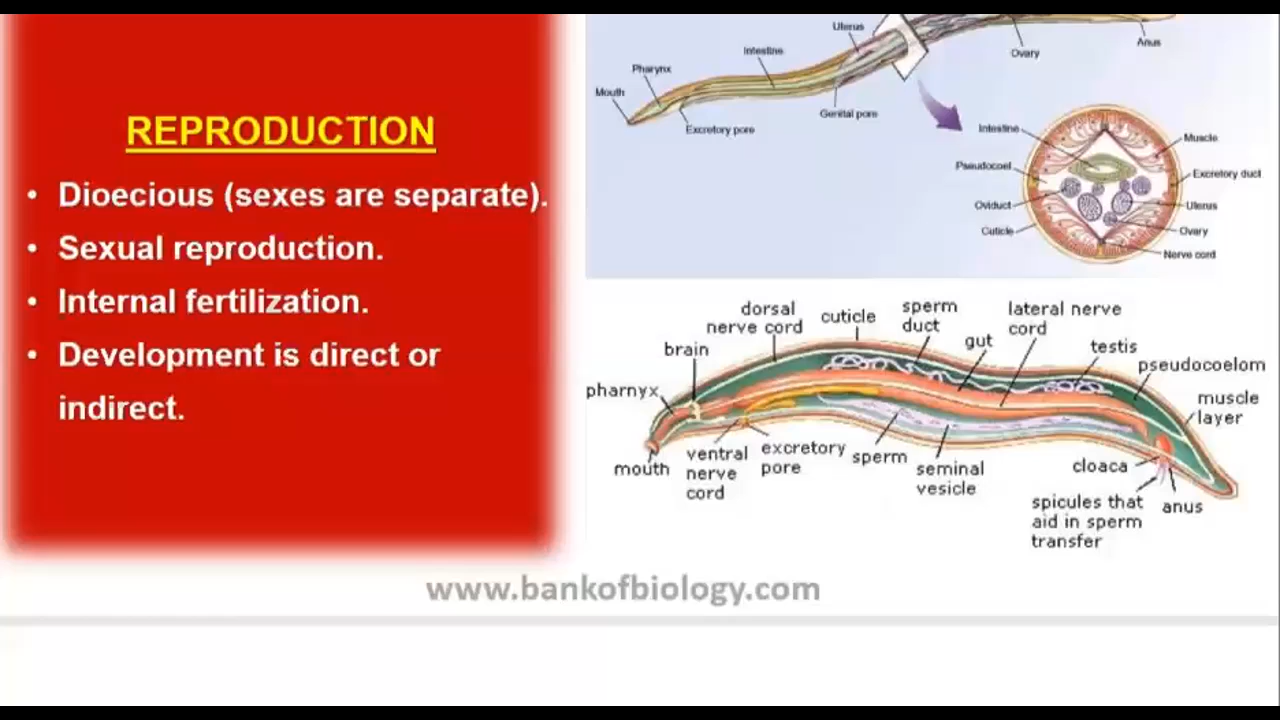 REPRODUCTION
• Dioecious (sexes are separate).
• Sexual reproduction.
• Internal fertilization.
• Development is direct or
indirect.
Uterus
Ovary
Anus
Intestine
Pharynx
Mouth
Excretory pore
Genital pore
Intestine
Pseudocoel
Oviduct
Cuticle
Muscle
Excretory duct
Uterus
Ovary
Nerve cord
dorsal
nerve cord
cuticle
sperm
duct
lateral nerve
cord
gut
testis
brain
pseudocoelom
pharnyx
muscle
layer
mouth
ventral
nerve
cord
excretory
pore
sperm
seminal
vesicle
cloaca
spicules that
aid in sperm
transfer
anus
www.bankofbiology.com